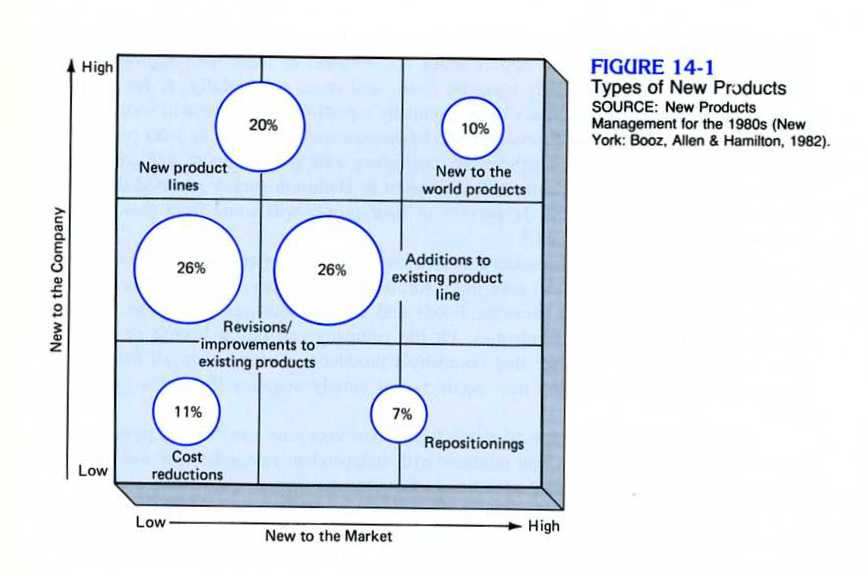 High
20%
10%
New product
lines
New to the
world products
26%
26%
Additions to
existing product
line
Revisions/
improvements to
existing products
11%
7%
Cost
reductions
Repositionings
Low
New to the Company
Low
High
New to the Market
FIGURE 14-1
Types of New Products
SOURCE: New Products
Management for the 1980s (New
York: Booz, Allen & Hamilton, 1982).